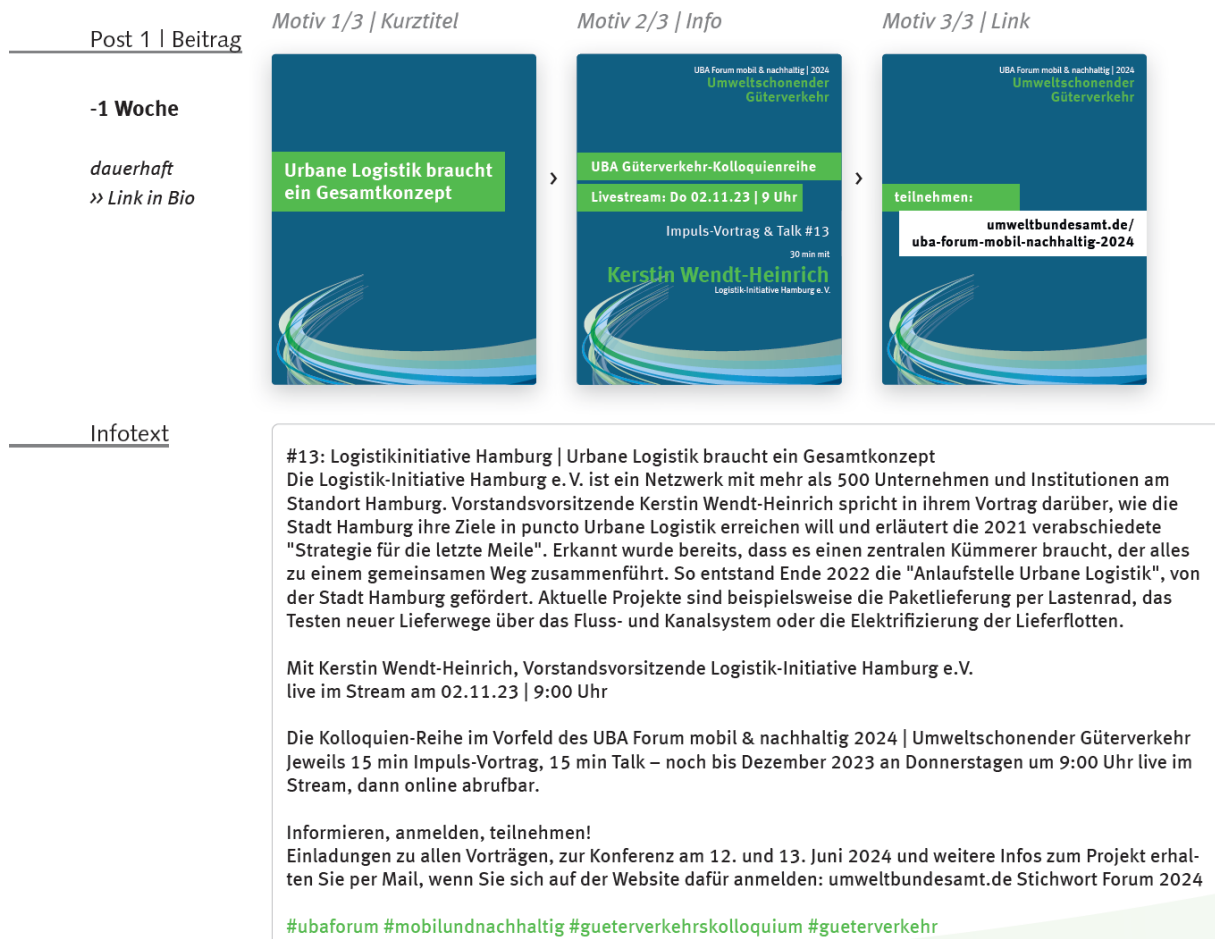 Post 1 | Beitrag
-1 Woche
dauerhaft
›› Link in Bio
Motiv 1/3 | Kurztitel
Urbane Logistik braucht
ein Gesamtkonzept
›
Motiv 2/3 | Info
UBA Forum mobil & nachhaltig | 2024
Umweltschonender
Güterverkehr
UBA Güterverkehr-Kolloquienreihe
Livestream: Do 02.11.23 | 9 Uhr
Impuls-Vortrag & Talk #13
30 min mit
Kerstin Wendt-Heinrich
Logistik-Initiative Hamburg e. V.
›
Motiv 3/3 | Link
UBA Forum mobil & nachhaltig | 2024
Umweltschonender
Güterverkehr
teilnehmen:
umweltbundesamt.de/
uba-forum-mobil-nachhaltig-2024
Infotext
#13: Logistikinitiative Hamburg | Urbane Logistik braucht ein Gesamtkonzept
Die Logistik-Initiative Hamburg e. V. ist ein Netzwerk mit mehr als 500 Unternehmen und Institutionen am
Standort Hamburg. Vorstandsvorsitzende Kerstin Wendt-Heinrich spricht in ihrem Vortrag darüber, wie die
Stadt Hamburg ihre Ziele in puncto Urbane Logistik erreichen will und erläutert die 2021 verabschiedete
"Strategie für die letzte Meile". Erkannt wurde bereits, dass es einen zentralen Kümmerer braucht, der alles
zu einem gemeinsamen Weg zusammenführt. So entstand Ende 2022 die "Anlaufstelle Urbane Logistik", von
der Stadt Hamburg gefördert. Aktuelle Projekte sind beispielsweise die Paketlieferung per Lastenrad, das
Testen neuer Lieferwege über das Fluss- und Kanalsystem oder die Elektrifizierung der Lieferflotten.
Mit Kerstin Wendt-Heinrich, Vorstandsvorsitzende Logistik-Initiative Hamburg e.V.
live im Stream am 02.11.23 | 9:00 Uhr
Die Kolloquien-Reihe im Vorfeld des UBA Forum mobil & nachhaltig 2024 | Umweltschonender Güterverkehr
Jeweils 15 min Impuls-Vortrag, 15 min Talk – noch bis Dezember 2023 an Donnerstagen um 9:00 Uhr live im
Stream, dann online abrufbar.
Informieren, anmelden, teilnehmen!
Einladungen zu allen Vorträgen, zur Konferenz am 12. und 13. Juni 2024 und weitere Infos zum Projekt erhal-
ten Sie per Mail, wenn Sie sich auf der Website dafür anmelden: umweltbundesamt.de Stichwort Forum 2024
#ubaforum #mobilundnachhaltig #gueterverkehrskolloquium #gueterverkehr